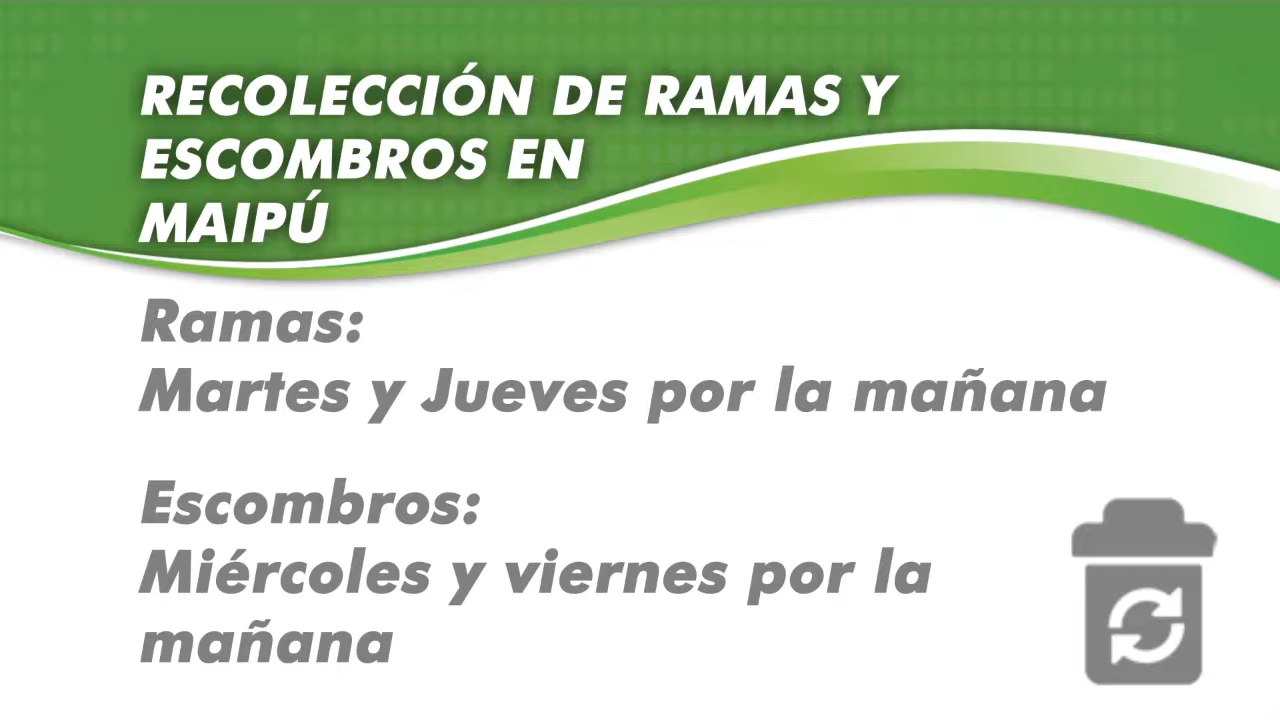 RECOLECCIÓN DE RAMAS Y
ESCOMBROS EN
MAIPÚ
Ramas:
Martes y Jueves por la mañana
Escombros:
Miércoles y viernes por la
mañana